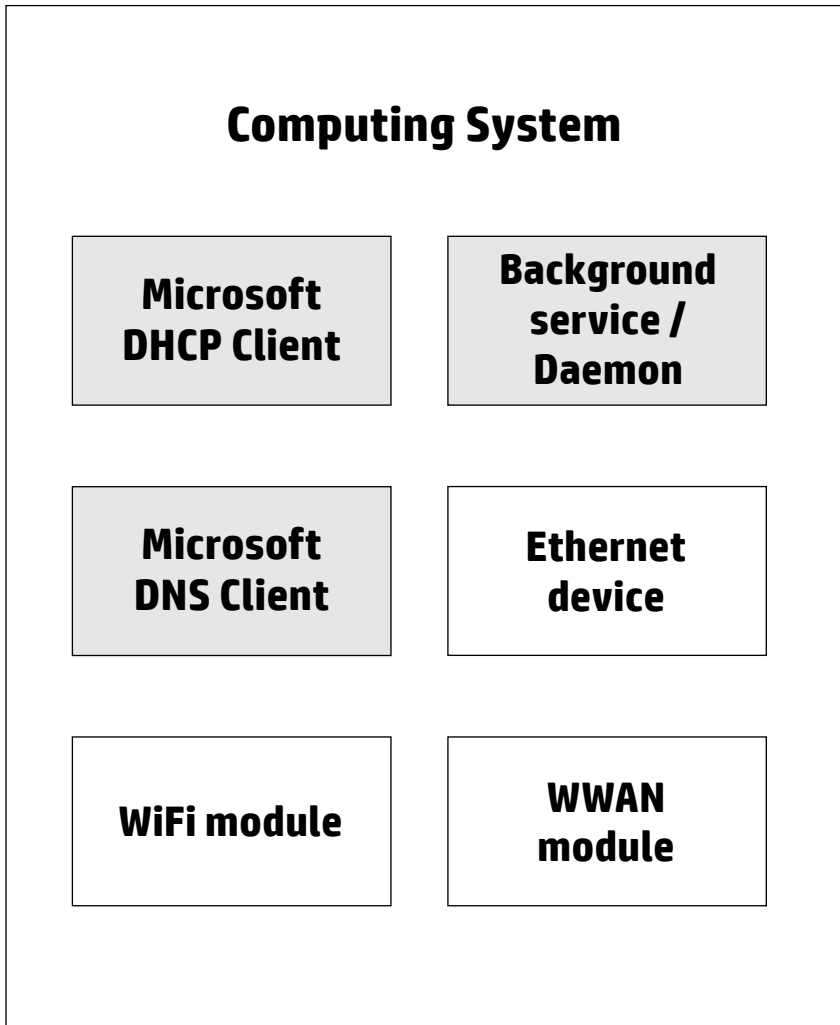 Computing System
Microsoft
DHCP Client
Background
service /
Daemon
Microsoft
DNS Client
Ethernet
device
WiFi module
WWAN
module